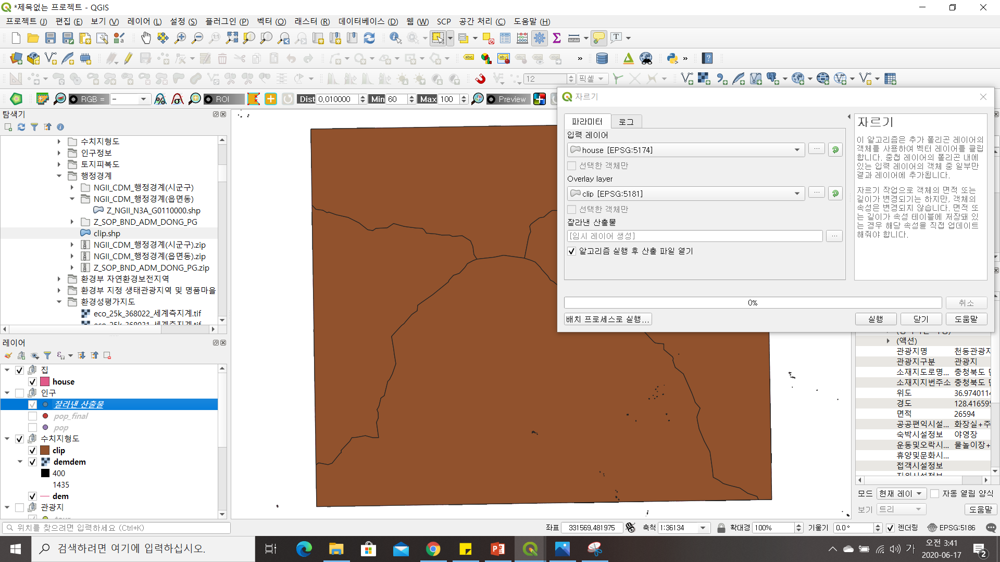 *제목없는 프로젝트 - QGIS
프로젝트 (J) 편집 (E) 보기 (V) 레이어 (L) 설정 (S) 플러그인 (P) 벡터 (O) 래스터 (R) 데이터베이스 (D) 웹 (W) SCP 공간 처리 (C) 도움말 (H)
12 픽셀
RGB = - ROI Dist 0,010000 Min 60 Max 100 Preview
탐색기
수치지형도
인구정보
토지피복도
행정경계
NGII_CDM_행정경계(시군구)
NGII_CDM_행정경계(읍면동)
Z_NGII_N3A_G0110000.shp
Z_SOP_BND_ADM_DONG_PG
clip.shp
NGII_CDM_행정경계(시군구).zip
NGII_CDM_행정경계(읍면동).zip
Z_SOP_BND_ADM_DONG_PG.zip
환경부 자연환경보전지역
환경부 지정 생태관광지역 및 명품마을
환경성평가지도
eco_25k_368022_세계측지계.tif
eco_25k_368021_세계측지계.tif
레이어
집
house
인구
잘라낸 산출물
pop_final
pop
수치지형도
clip
demdem
400
1435
dem
관광지
tour
자르기
파라미터 로그
입력 레이어
house [EPSG:5174]
…
선택한 객체만
Overlay layer
clip [EPSG:5181]
…
선택한 객체만
잘라낸 산출물
[임시 레이어 생성]
…
알고리즘 실행 후 산출 파일 열기
자르기
이 알고리즘은 추가 폴리곤 레이어의
객체를 사용하여 벡터 레이어를 클립
합니다. 중첩 레이어의 폴리곤 내에
있는 입력 레이어의 객체 중 일부만
결과 레이어에 추가됩니다.
자르기 작업으로 객체의 면적 또는
길이가 변경되기는 하지만, 객체의
속성은 변경되지 않습니다. 면적 또
는 길이가 속성 테이블에 저장돼 있
는 경우 해당 속성을 직접 업데이트
해줘야 합니다.
0% 취소
배치 프로세스로 실행… 실행 닫기 도움말
(액션)
관광지명 천동관광지
관광지구분 관광지
소재지도로명… 충청북도
소재지지번주소 충청북도
위도 36.9740114
경도 128.416595
면적 26594
공공편익시설… 화장실+주
숙박시설정보 야영장
운동및오락시… 물놀이장+
휴양및문화시…
접객시설정보
지원시설정보
모드 현재 레이 자동 열림 양식
보기 트리 도움말
위치를 찾으려면 입력하세요 (Ctrl+K) 좌표 331569,481975 축척 1:36134 확대경 100% 기울기 0.0 ° 렌더링 EPSG:5186
검색하려면 여기에 입력하십시오. 가 오전 3:41
2020-06-17 2